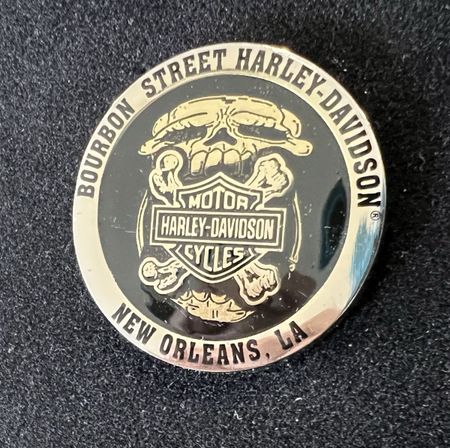 BOURBON STREET HARLEY-DAVIDSON®
MOTOR
HARLEY-DAVIDSON
CYCLES
NEW ORLEANS, LA